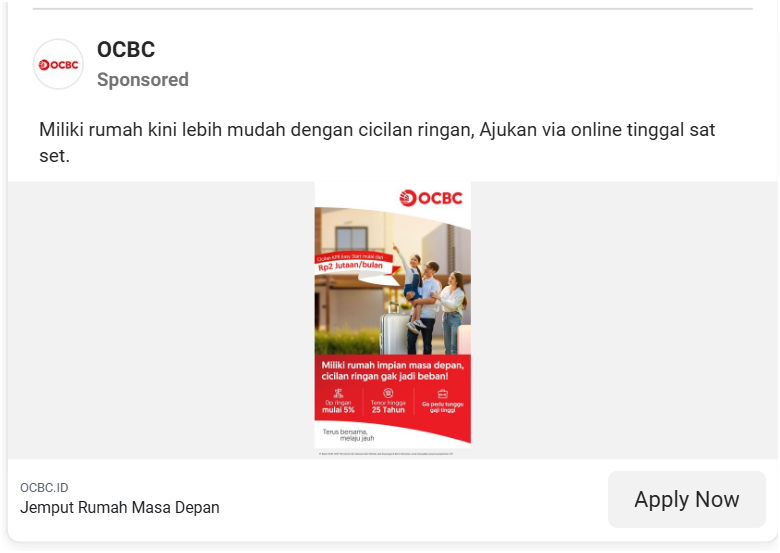 OCBC
OCBC
Sponsored
Miliki rumah kini lebih mudah dengan cicilan ringan, Ajukan via online tinggal sat
set.
OCBC
Cicilan KPR Easy Start mulai dari
Rp2 Jutaan/bulan
Miliki rumah impian masa depan,
cicilan ringan gak jadi beban!
Dp ringan
mulai 5%
Tenor hingga
25 Tahun
Ga perlu tunggu
gaji tinggi
Terus bersama,
melaju jauh
OCBC.ID
Jemput Rumah Masa Depan
Apply Now